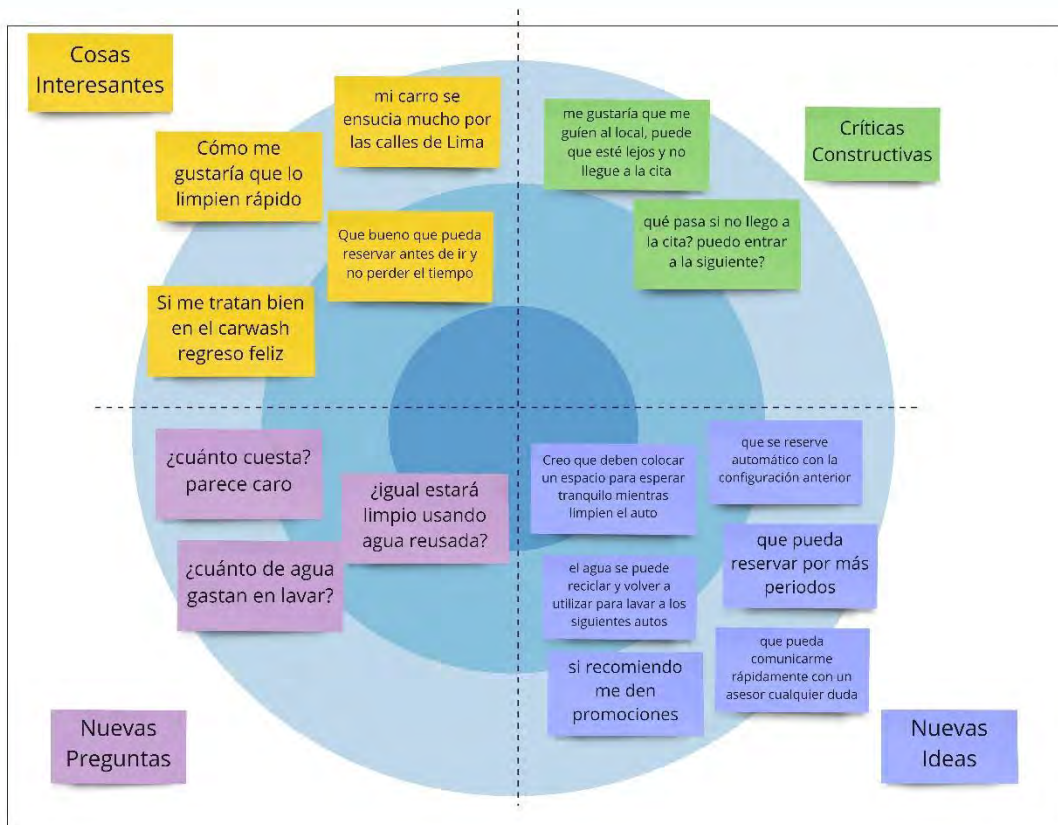 Cosas
Interesantes
mi carro se
ensucia mucho por
las calles de Lima
Cómo me
gustaría que lo
limpien rápido
Que bueno que pueda
reservar antes de ir y
no perder el tiempo
Si me tratan bien
en el carwash
regreso feliz
me gustaría que me
guíen al local, puede
que esté lejos y no
llegue a la cita
Críticas
Constructivas
qué pasa si no llego a
la cita? puedo entrar
a la siguiente?
¿cuánto cuesta?
parece caro
¿igual estará
limpio usando
agua reusada?
¿cuánto de agua
gastan en lavar?
Nuevas
Preguntas
Creo que deben colocar
un espacio para esperar
tranquilo mientras
limpien el auto
que se reserve
automático con la
configuración anterior
que pueda
reservar por más
periodos
el agua se puede
reciclar y volver a
utilizar para lavar a los
siguientes autos
si recomiendo
me den
promociones
que pueda
comunicarme
rápidamente con un
asesor cualquier duda
Nuevas
Ideas